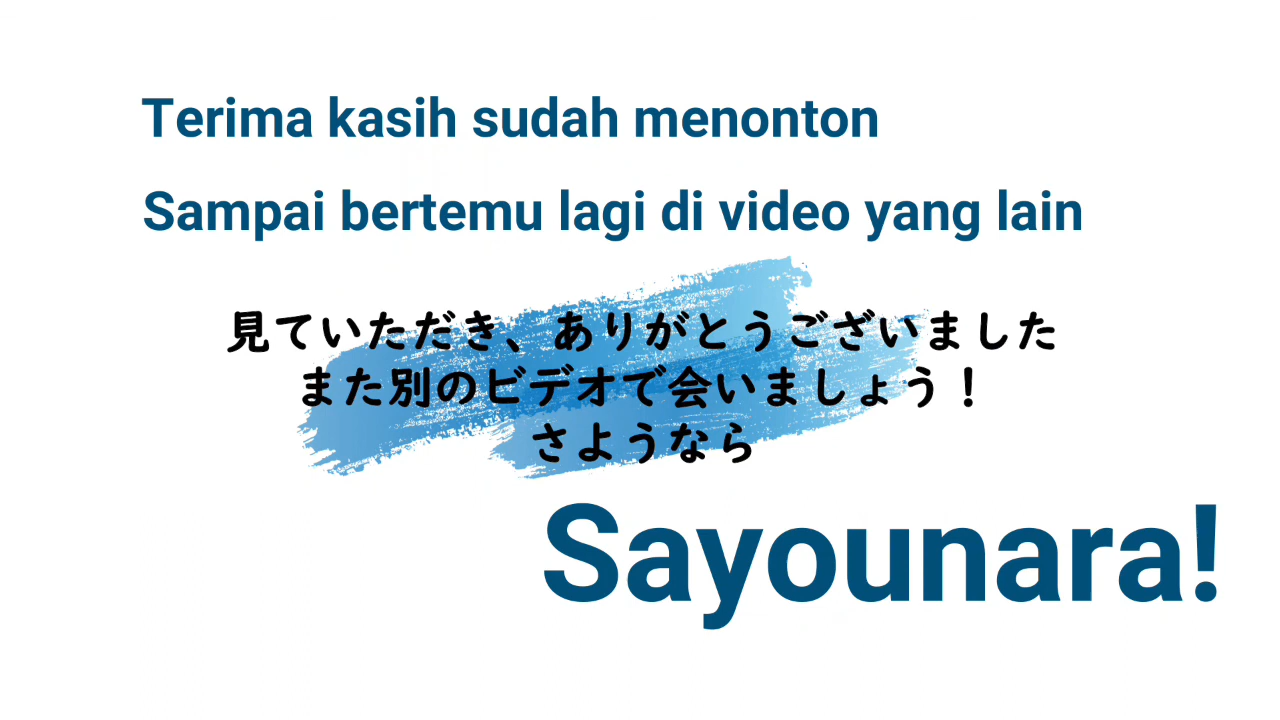 Terima kasih sudah menonton
Sampai bertemu lagi di video yang lain
見ていただき、ありがとうございました
また別のビデオで会いましょう！
さようなら
Sayounara!